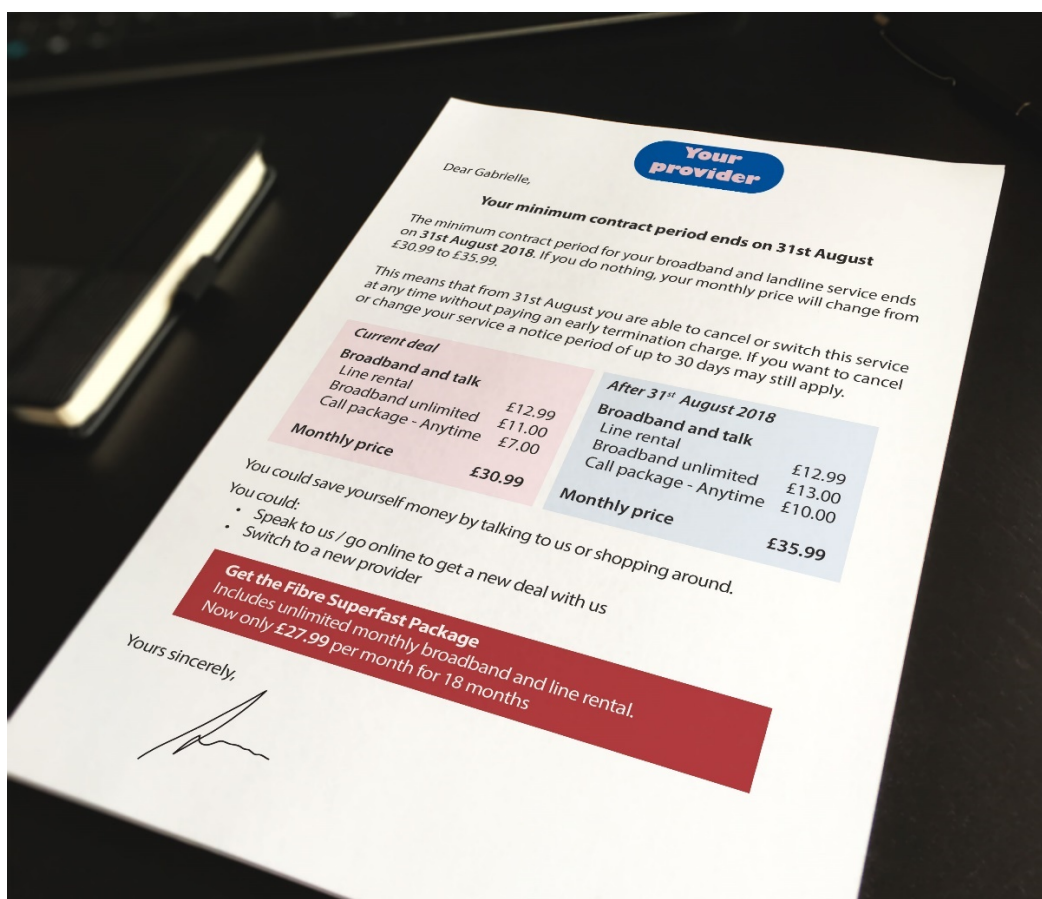 Your
provider
Dear Gabrielle,
Your minimum contract period ends on 31st August
The minimum contract period for your broadband and landline service ends
on 31st August 2018. If you do nothing, your monthly price will change from
£30.99 to £35.99.
This means that from 31st August you are able to cancel or switch this service
at any time without paying an early termination charge. If you want to cancel
or change your service a notice period of up to 30 days may still apply.
Current deal
Broadband and talk
Line rental £12.99
Broadband unlimited £11.00
Call package - Anytime £7.00
Monthly price £30.99
After 31st August 2018
Broadband and talk
Line rental £12.99
Broadband unlimited £13.00
Call package - Anytime £10.00
Monthly price £35.99
You could save yourself money by talking to us or shopping around.
You could:
• Speak to us / go online to get a new deal with us
• Switch to a new provider
Get the Fibre Superfast Package
Includes unlimited monthly broadband and line rental.
Now only £27.99 per month for 18 months
Yours sincerely,